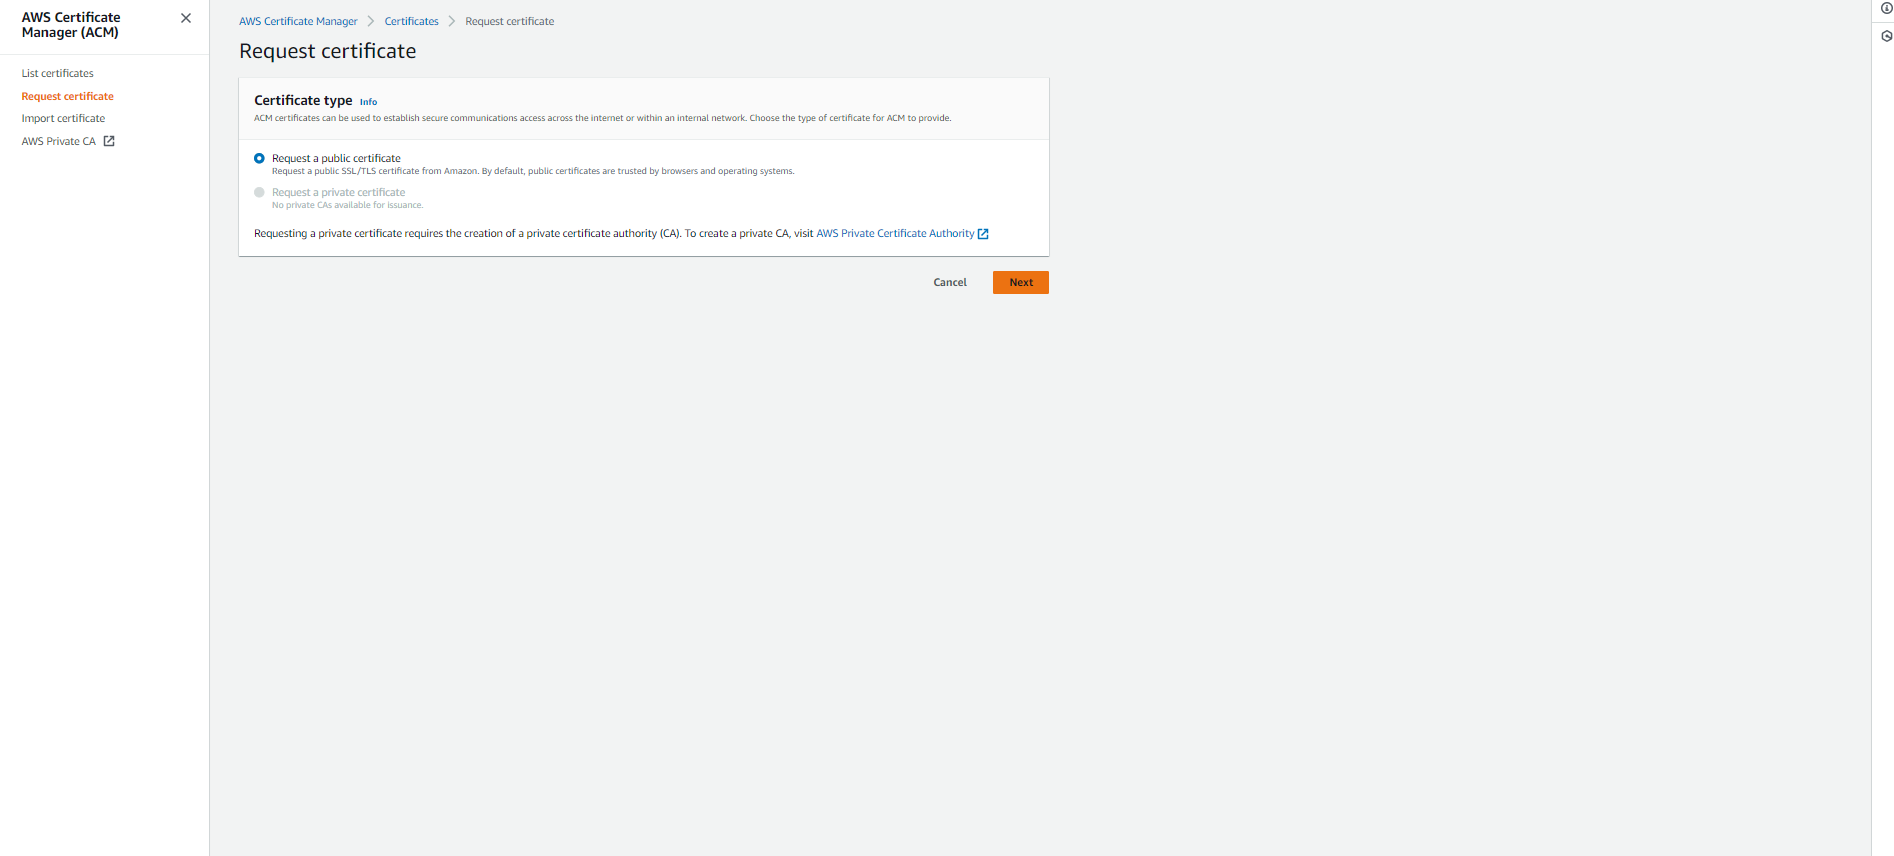 AWS Certificate
Manager (ACM)
List certificates
Request certificate
Import certificate
AWS Private CA
AWS Certificate Manager
Certificates
Request certificate
Request certificate
Certificate type Info
ACM certificates can be used to establish secure communications access across the internet or within an internal network. Choose the type of certificate for ACM to provide.
Request a public certificate
Request a public SSL/TLS certificate from Amazon. By default, public certificates are trusted by browsers and operating systems.
Request a private certificate
No private CAs available for issuance.
Requesting a private certificate requires the creation of a private certificate authority (CA). To create a private CA, visit AWS Private Certificate Authority
Cancel
Next